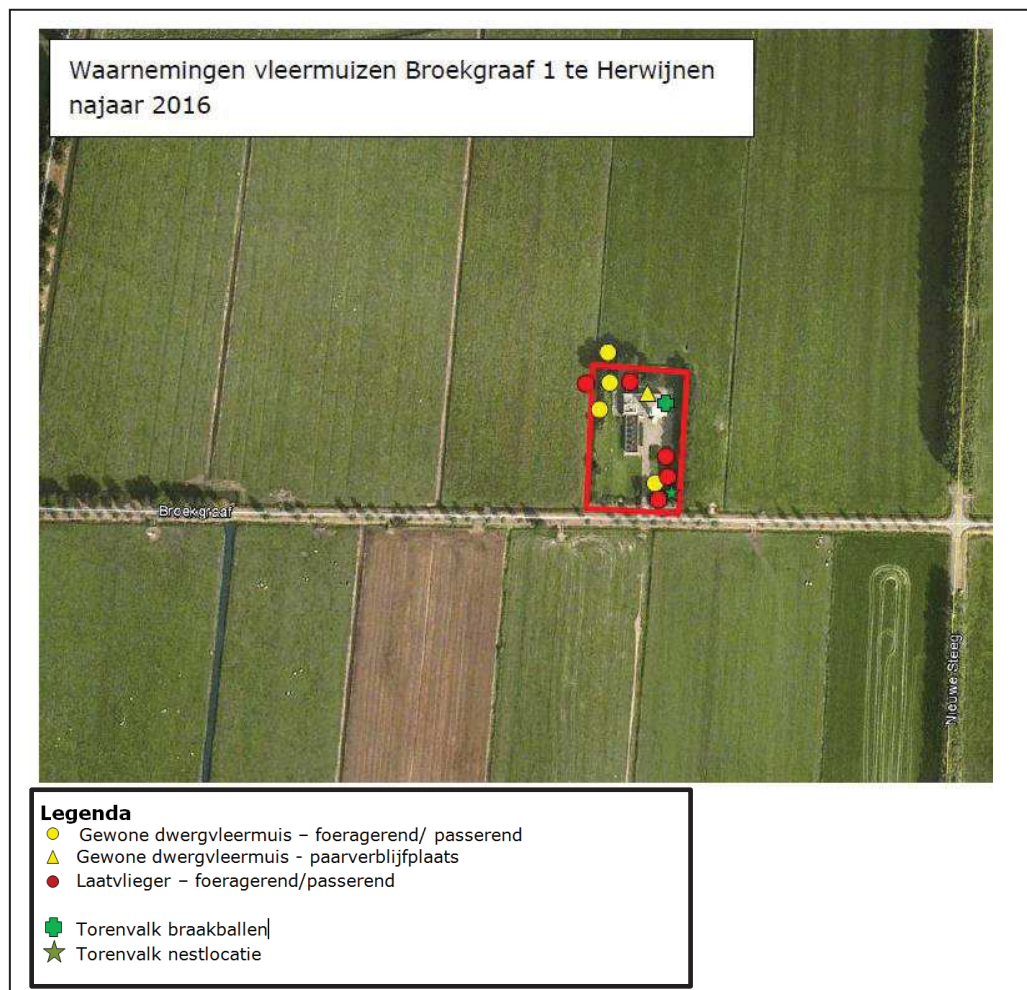 Waarnemingen vleermuizen Broekgraaf 1 te Herwijnen
najaar 2016
Broekgraaf
Nieuwe Steeg
Legenda
Gewone dwergvleermuis – foeragerend/ passerend
Gewone dwergvleermuis - paarverblijfplaats
Laatvlieger – foeragerend/passerend
Torenvalk braakballen
Torenvalk nestlocatie